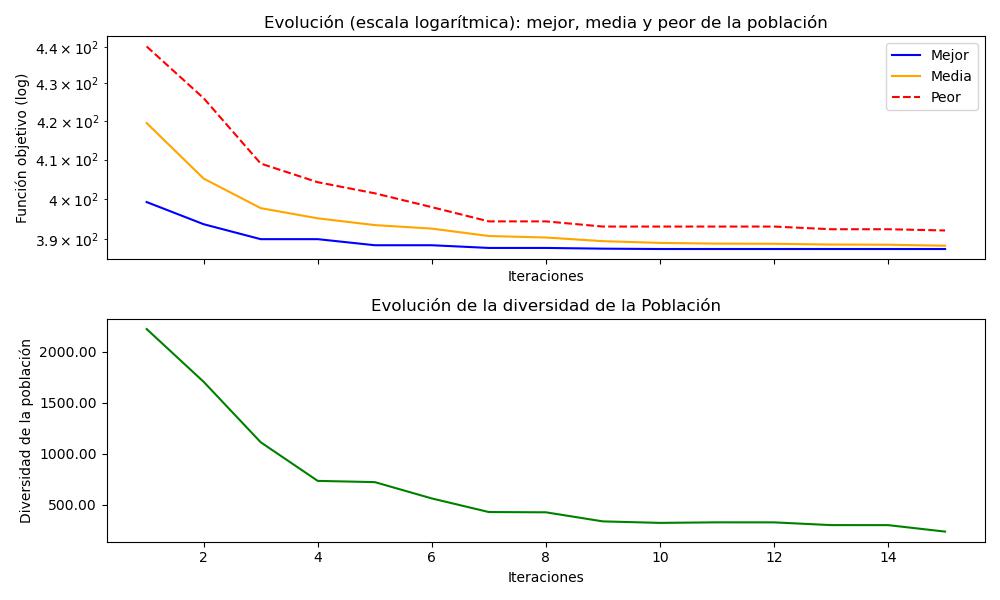 Evolución (escala logarítmica): mejor, media y peor de la población
4.4 × 10²
4.3 × 10²
4.2 × 10²
4.1 × 10²
4 × 10²
3.9 × 10²
Función objetivo (log)
Mejor
Media
Peor
Iteraciones
Evolución de la diversidad de la Población
2000.00
1500.00
1000.00
500.00
Diversidad de la población
2 4 6 8 10 12 14
Iteraciones